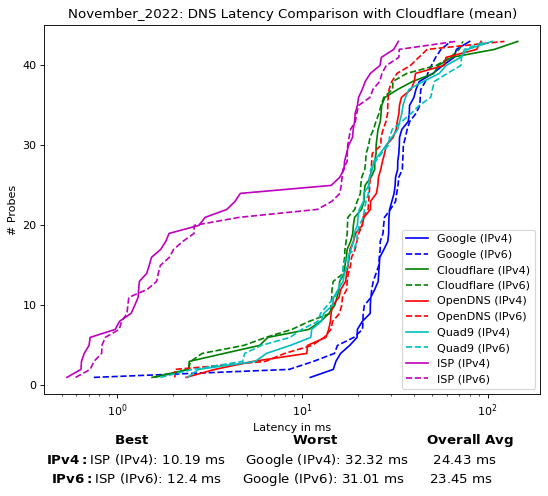 November_2022: DNS Latency Comparison with Cloudflare (mean)
# Probes
40
30
20
10
0
10⁰
10¹
10²
Latency in ms
Google (IPv4)
Google (IPv6)
Cloudflare (IPv4)
Cloudflare (IPv6)
OpenDNS (IPv4)
OpenDNS (IPv6)
Quad9 (IPv4)
Quad9 (IPv6)
ISP (IPv4)
ISP (IPv6)
Best Worst Overall Avg
IPv4: ISP (IPv4): 10.19 ms Google (IPv4): 32.32 ms 24.43 ms
IPv6: ISP (IPv6): 12.4 ms Google (IPv6): 31.01 ms 23.45 ms